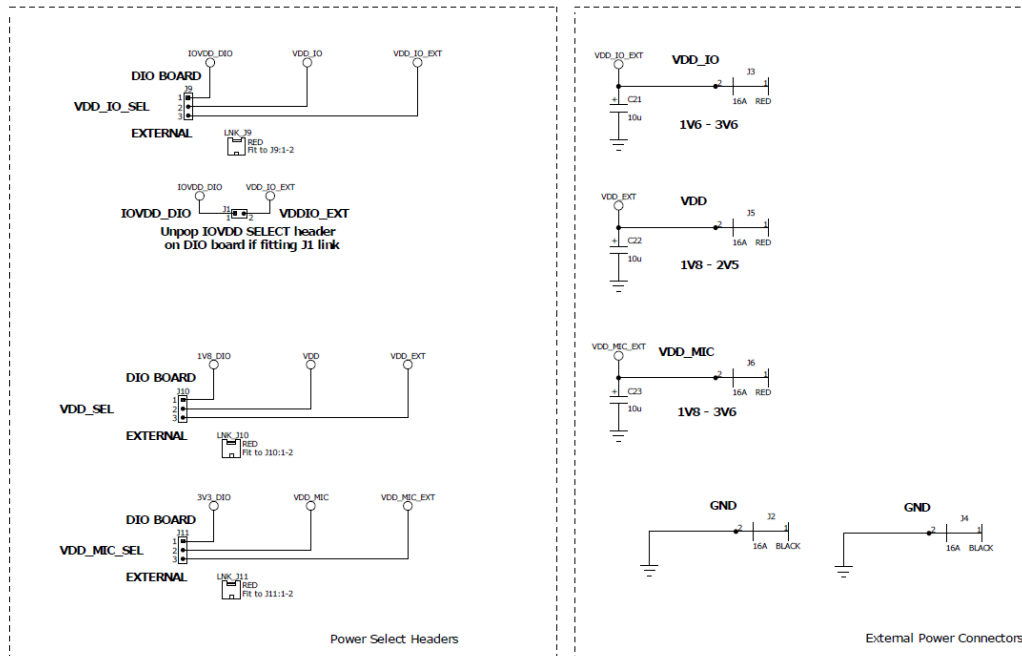 IOVDD_DIO
VDD_IO
VDD_IO_EXT
DIO BOARD
J9
VDD_IO_SEL
1
2
3
EXTERNAL
LNK_J9
RED
Fit to J9:1-2
IOVDD_DIO
VDD_IO_EXT
J1
IOVDD_DIO
1
2
VDDIO_EXT
Unpop IOVDD SELECT header
on DIO board if fitting J1 link
1V8_DIO
VDD
VDD_EXT
DIO BOARD
J10
VDD_SEL
1
2
3
EXTERNAL
LNK_J10
RED
Fit to J10:1-2
3V3_DIO
VDD_MIC
VDD_MIC_EXT
DIO BOARD
J11
VDD_MIC_SEL
1
2
3
EXTERNAL
LNK_J11
RED
Fit to J11:1-2
Power Select Headers
VDD_IO_EXT
VDD_IO
J3
2
1
16A RED
+
C21
10u
1V6 - 3V6
VDD_EXT
VDD
J5
2
1
16A RED
+
C22
10u
1V8 - 2V5
VDD_MIC_EXT
VDD_MIC
J6
2
1
16A RED
+
C23
10u
1V8 - 3V6
GND
J2
2
1
16A BLACK
GND
J4
2
1
16A BLACK
External Power Connectors